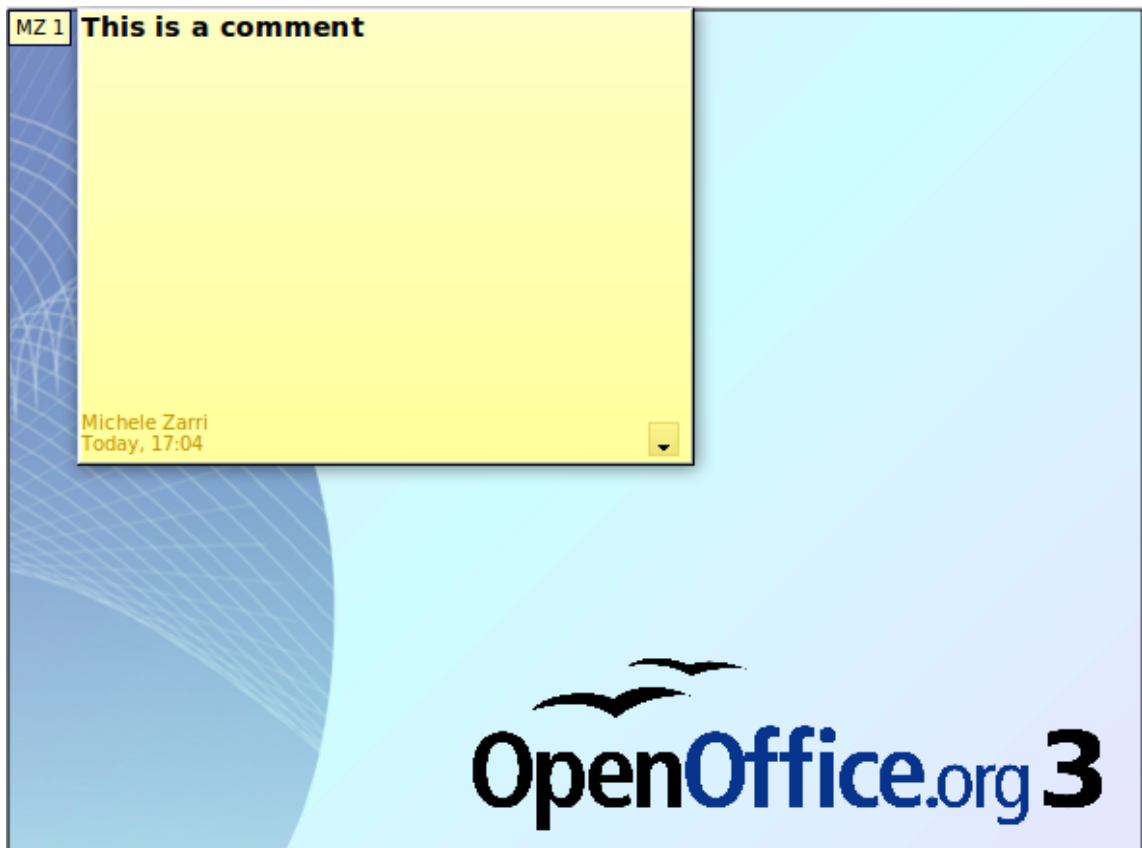 MZ 1
This is a comment
Michele Zarri
Today, 17:04
OpenOffice.org 3